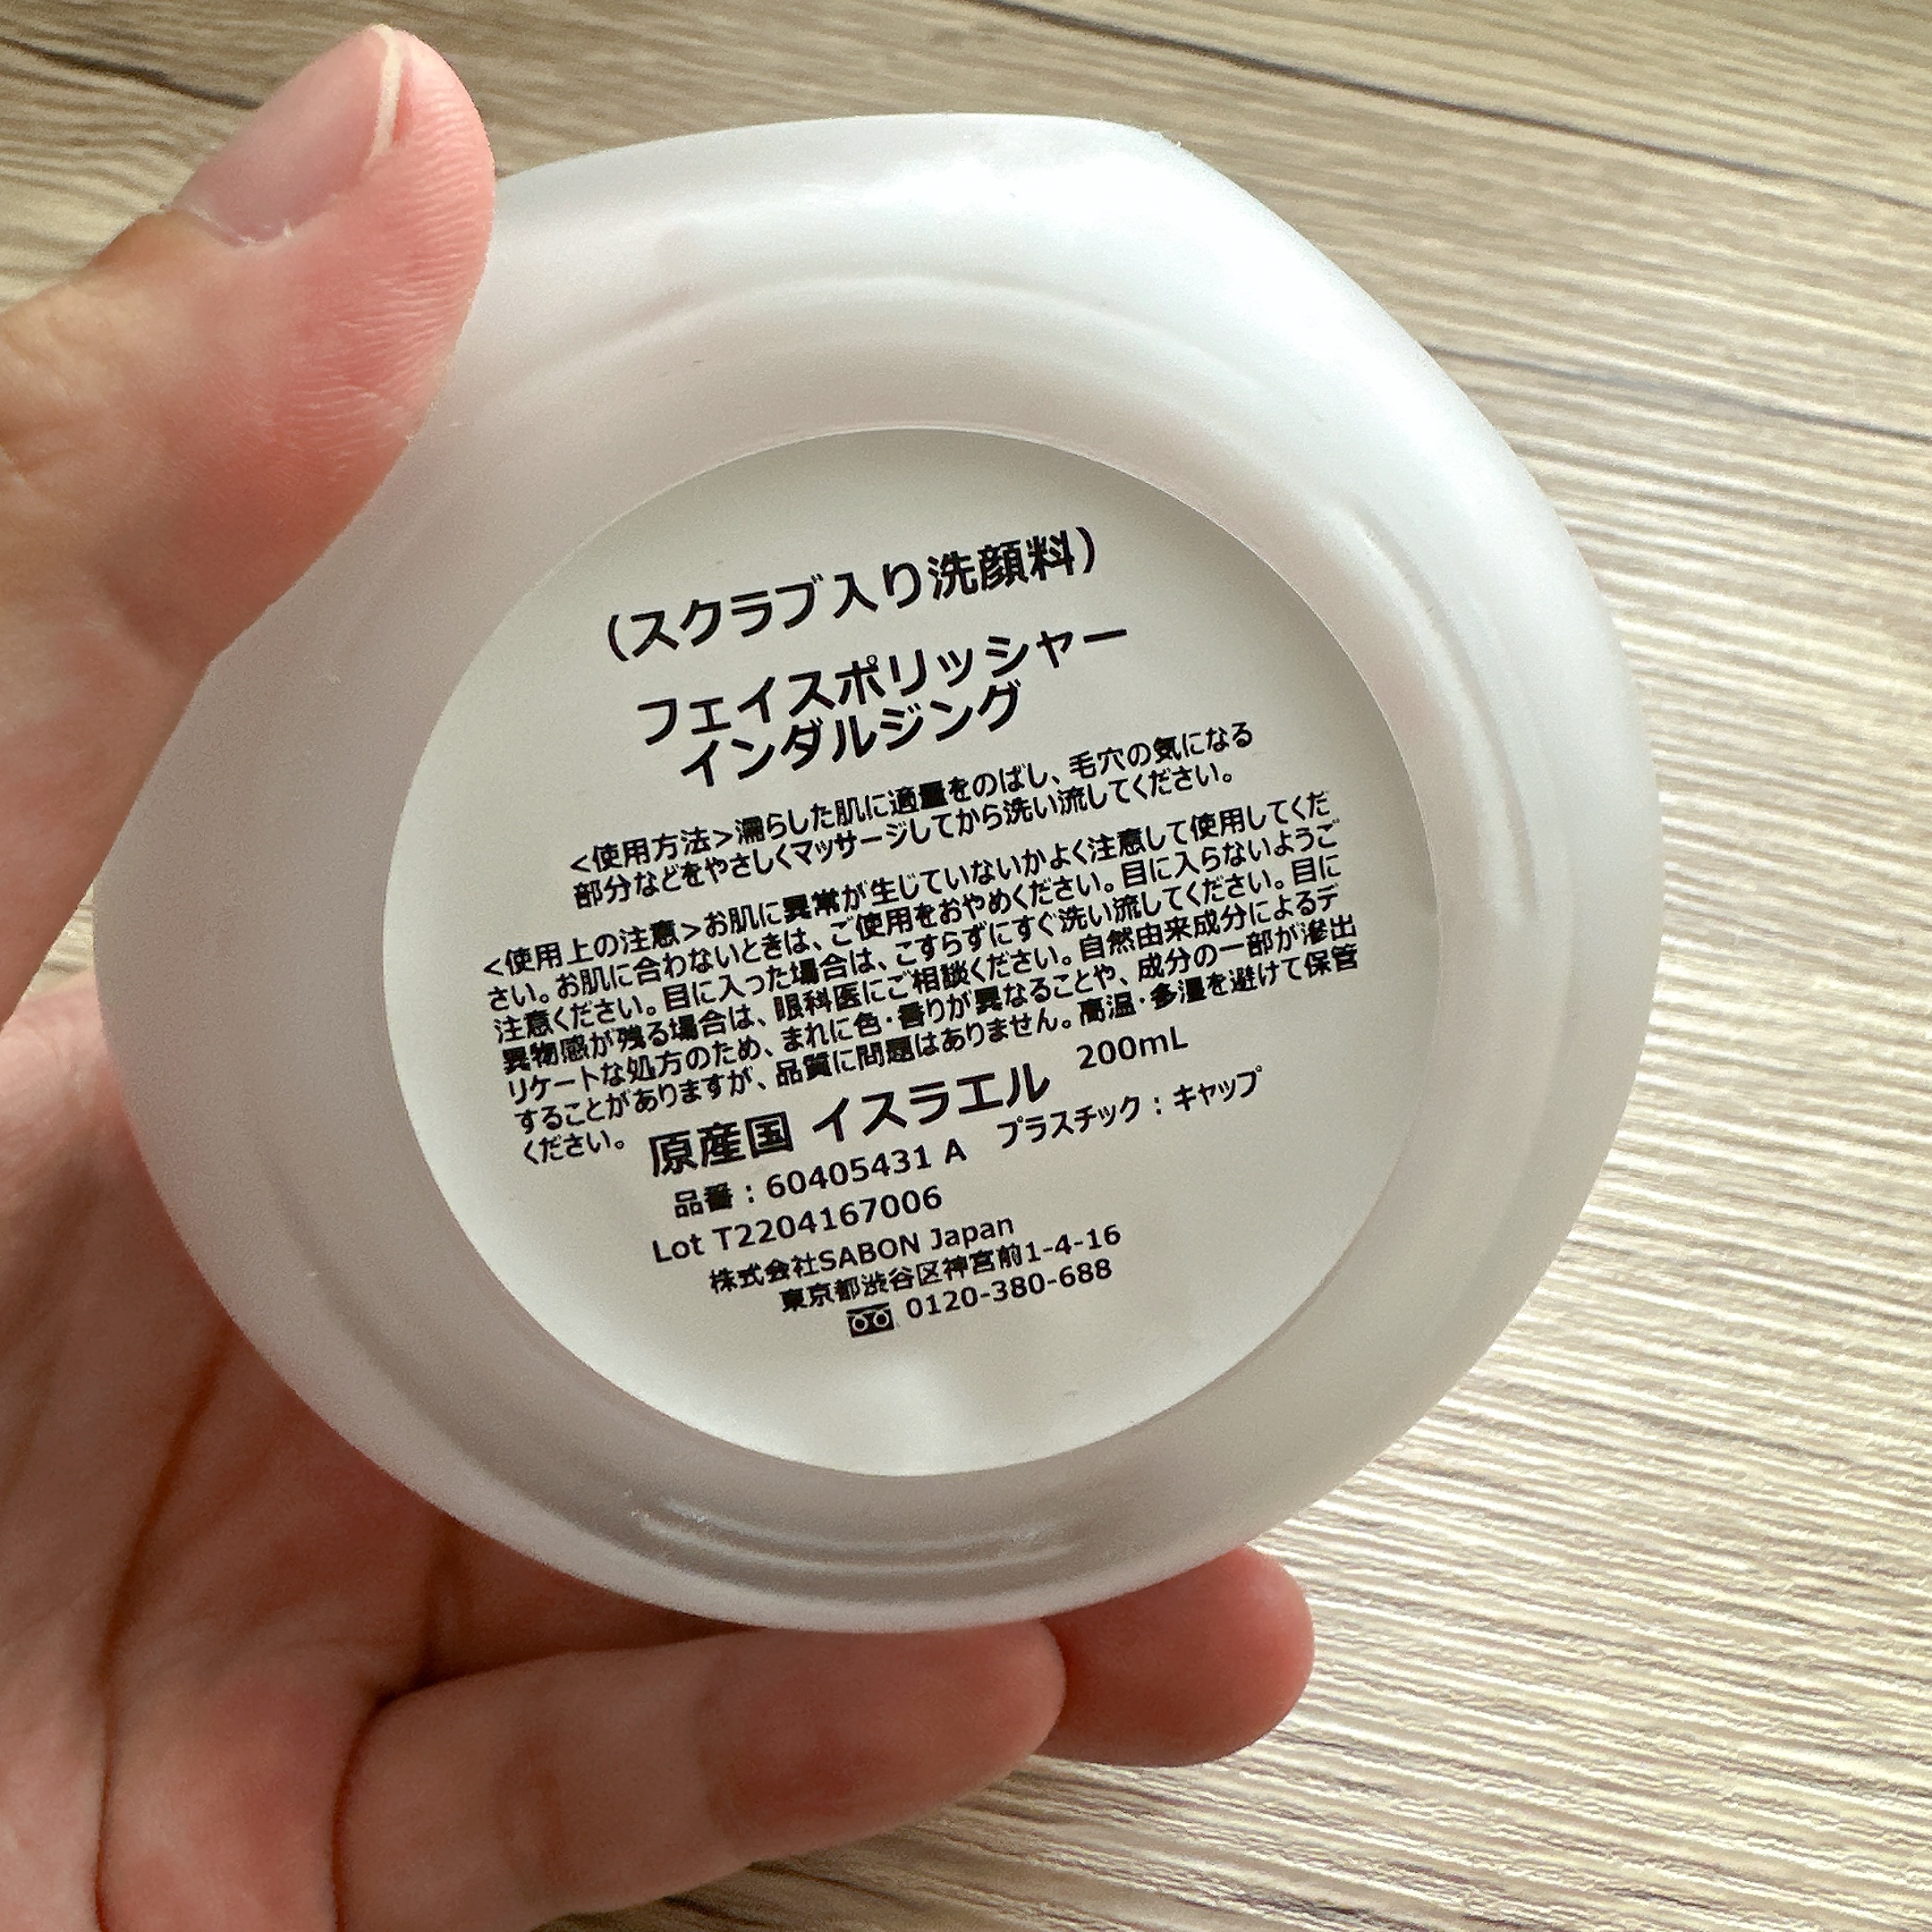 （スクラブ入り洗顔料）
フェイスポリッシャー
インダルジング
<使用方法>濡らした肌に適量をのばし、毛穴の気になる
部分などをやさしくマッサージしてから洗い流してください。
<使用上の注意>お肌に異常が生じていないかよく注意して使用してくだ
さい。お肌に合わないときは、ご使用をおやめください。目に入らないようご
注意ください。目に入った場合は、こすらずにすぐ洗い流してください。目に
異物感が残る場合は、眼科医にご相談ください。自然由来成分によるデ
リケートな処方のため、まれに色・香りが異なることや、成分の一部が滲出
することがありますが、品質に問題はありません。高温・多湿を避けて保管
ください。
原産国 イスラエル 200mL
品番：60405431 A プラスチック：キャップ
Lot T2204167006
株式会社SABON Japan
東京都渋谷区神宮前1-4-16
0120-380-688